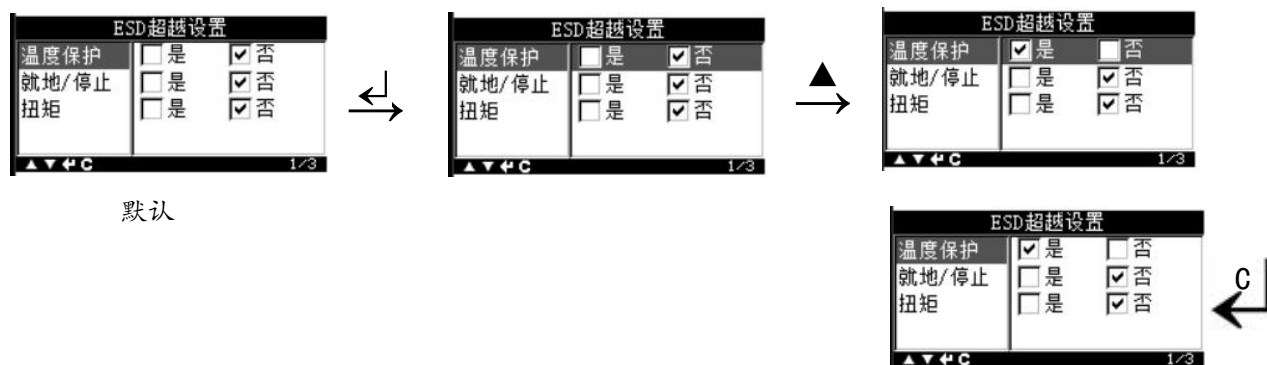 ESD超越设置
温度保护 是 否
就地/停止 是 否
扭矩 是 否
▲▼↵C 1/3
默认
ESD超越设置
温度保护 是 否
就地/停止 是 否
扭矩 是 否
▲▼↵C 1/3
ESD超越设置
温度保护 是 否
就地/停止 是 否
扭矩 是 否
▲▼↵C 1/3
ESD超越设置
温度保护 是 否
就地/停止 是 否
扭矩 是 否
▲▼↵C 1/3
C